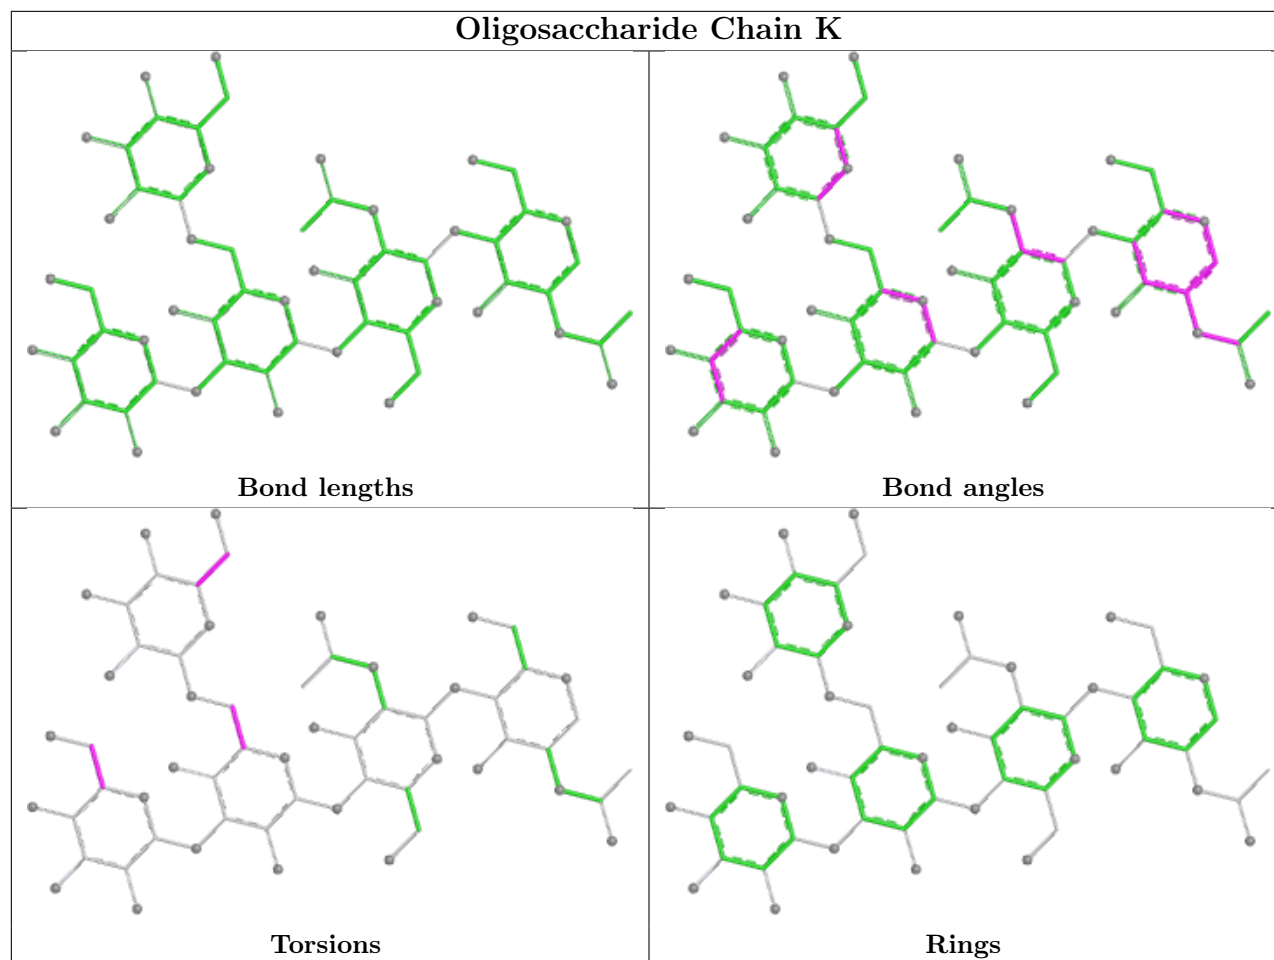 Oligosaccharide Chain K
Bond lengths
Bond angles
Torsions
Rings